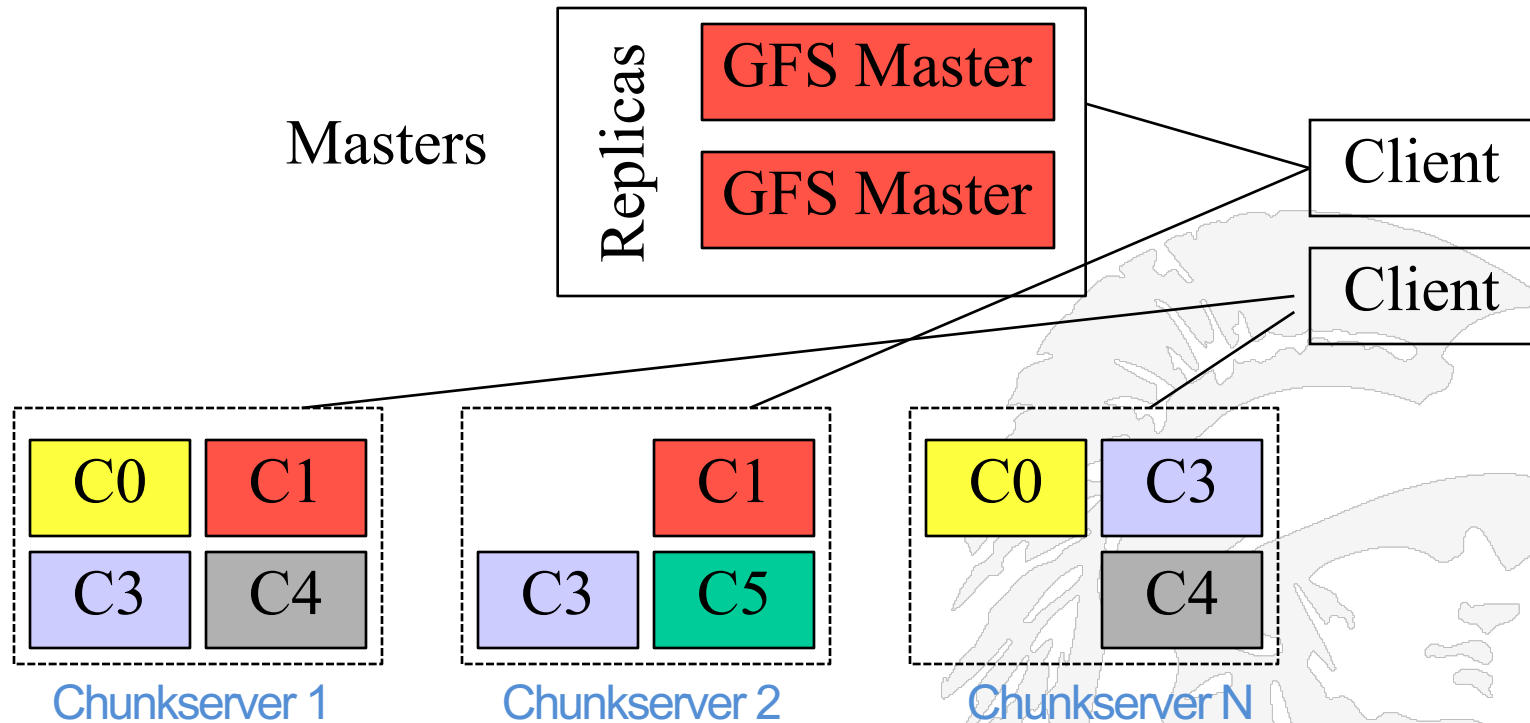 GFS Master
Replicas
Masters
GFS Master
Client
Client
C0 C1
C3 C4
C1
C3 C5
C0 C3
C4
Chunkserver 1
Chunkserver 2
Chunkserver N